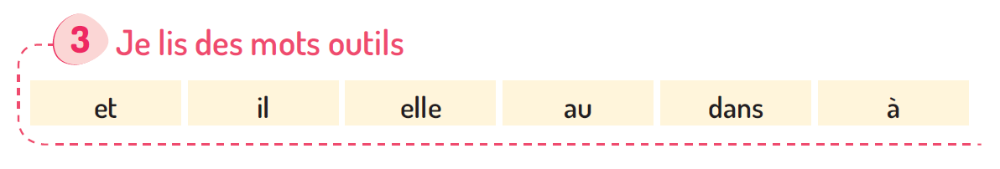 3 Je lis des mots outils
et il elle au dans à